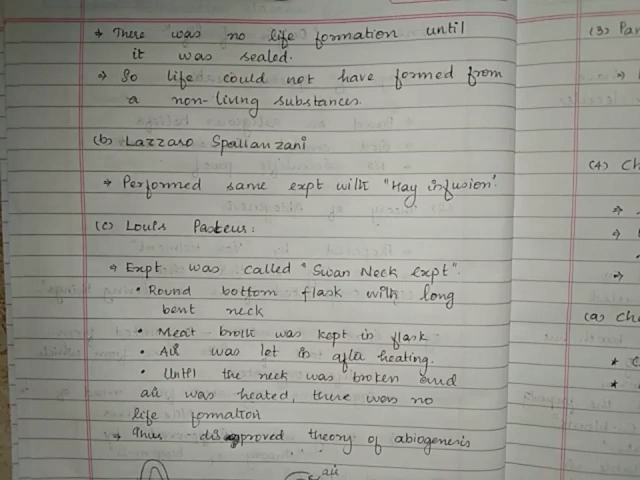 → There was no life formation until
it was sealed.
→ So life could not have formed from
a non-living substances.
(b) Lazzaro Spallanzani
→ Performed same expt with "Hay infusion'.
(c) Louis Pasteur:
→ Expt was called "Swan Neck expt".
• Round bottom flask with long
bent neck
• Meat broth was kept in flask
• Air was let in after heating.
• Until the neck was broken and
air was heated, there was no
life formation
→ Thus disproved theory of abiogenesis
air
(3) Par
(4) Ch
(a) Cha